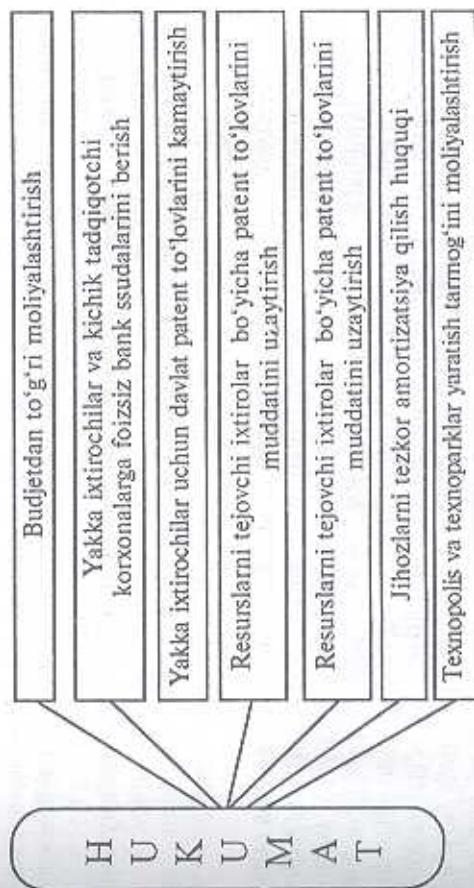 HUKUMAT
Budjetdan to‘g‘ri moliyalashtirish
Yakka ixtirochilar va kichik tadqiqotchi
korxonalarga foizsiz bank ssudalarini berish
Yakka ixtirochilar uchun davlat patent to‘lovlarini kamaytirish
Resurslarni tejovchi ixtirolar bo‘yicha patent to‘lovlarini
muddatini uzaytirish
Resurslarni tejovchi ixtirolar bo‘yicha patent to‘lovlarini
muddatini uzaytirish
Jihozlarni tezkor amortizatsiya qilish huquqi
Texnopolis va texnoparklar yaratish tarmog‘ini moliyalashtirish